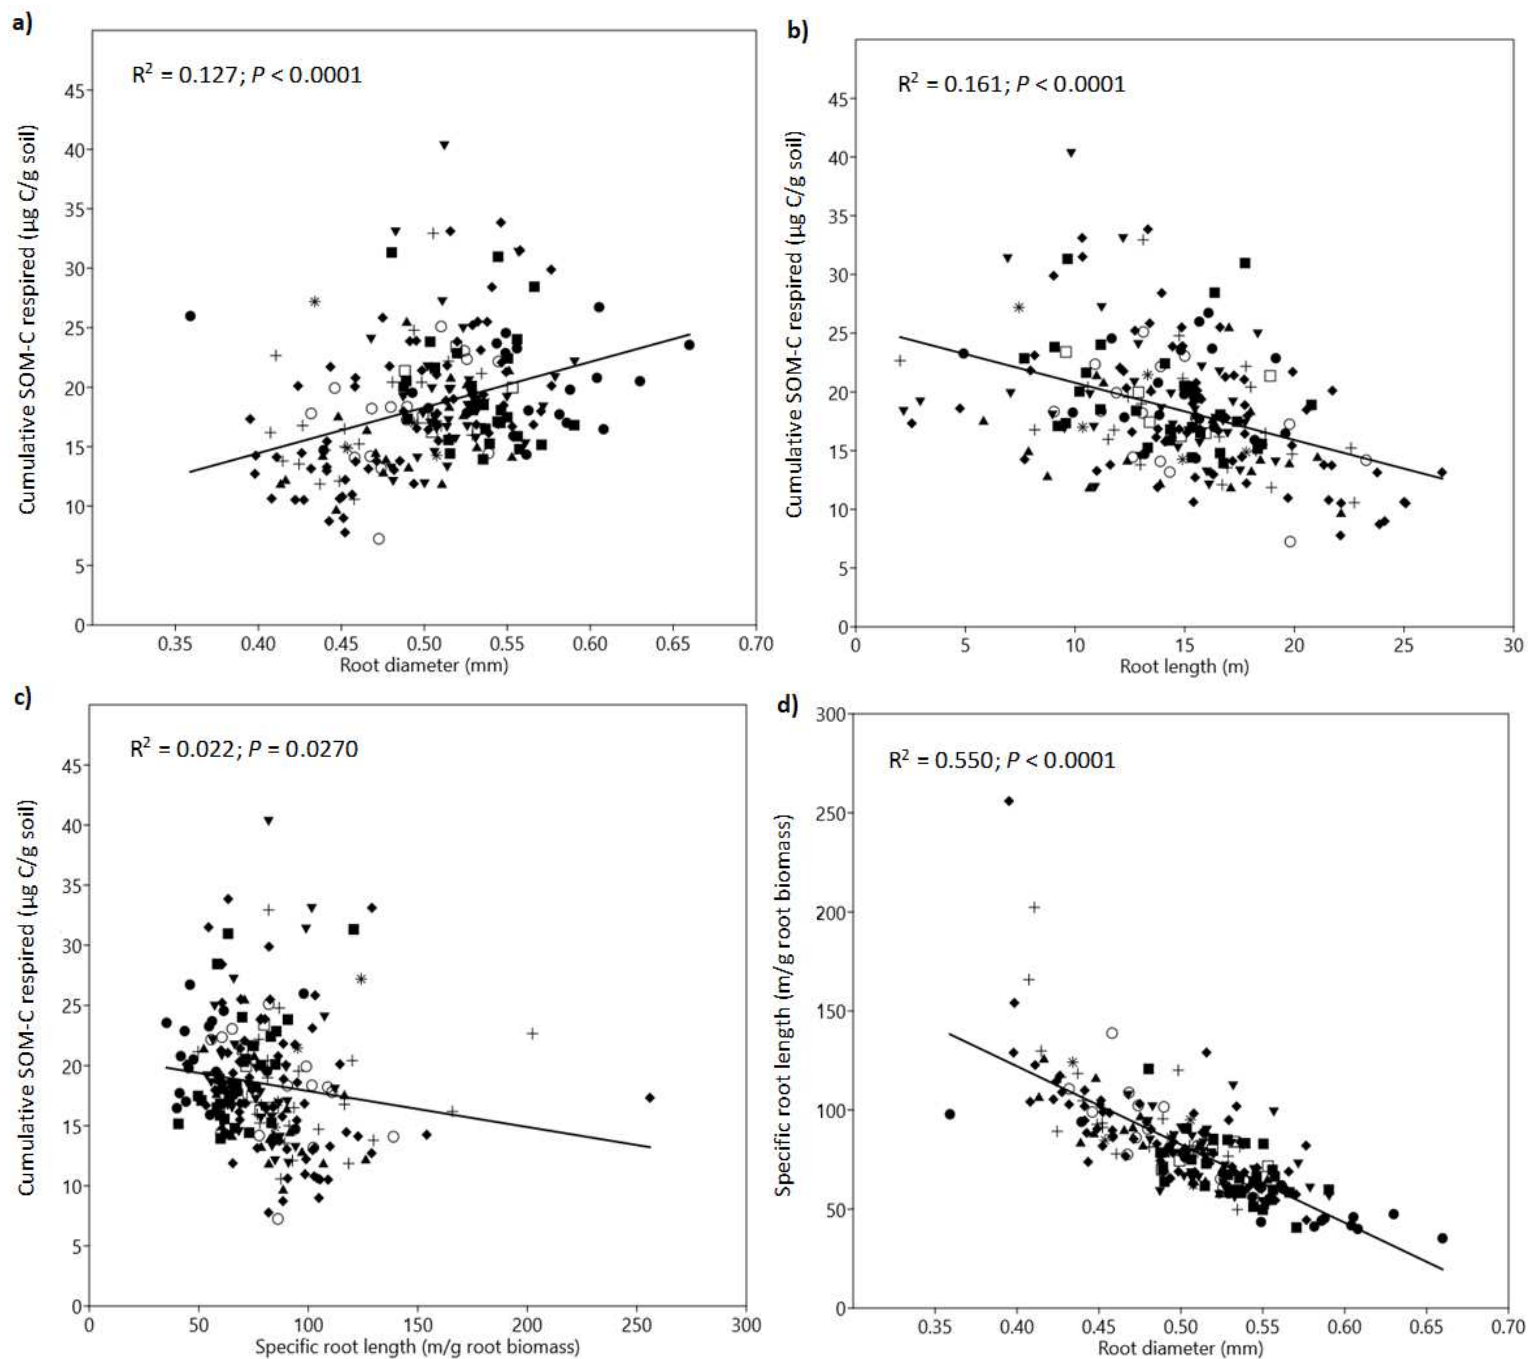 a)
R² = 0.127; P < 0.0001
45
40
35
30
25
20
15
10
5
0
Cumulative SOM-C respired (µg C/g soil)
0.35 0.40 0.45 0.50 0.55 0.60 0.65 0.70
Root diameter (mm)
b)
R² = 0.161; P < 0.0001
45
40
35
30
25
20
15
10
5
0
Cumulative SOM-C respired (µg C/g soil)
0 5 10 15 20 25 30
Root length (m)
c)
R² = 0.022; P = 0.0270
45
40
35
30
25
20
15
10
5
0
Cumulative SOM-C respired (µg C/g soil)
0 50 100 150 200 250 300
Specific root length (m/g root biomass)
d)
R² = 0.550; P < 0.0001
300
250
200
150
100
50
0
Specific root length (m/g root biomass)
0.35 0.40 0.45 0.50 0.55 0.60 0.65 0.70
Root diameter (mm)